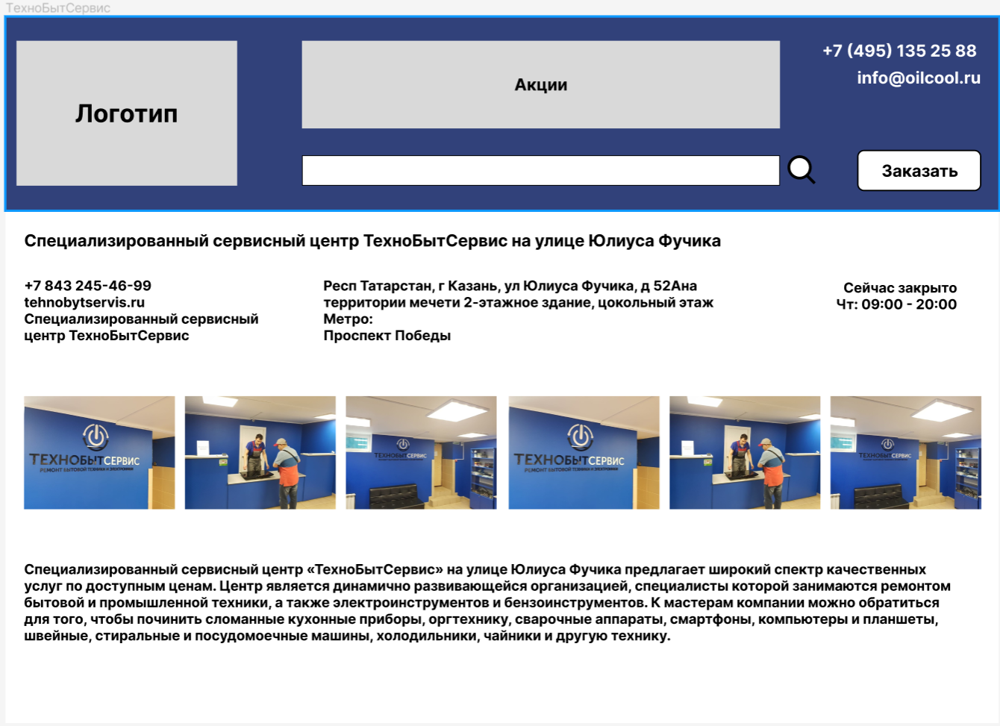 ТехноБытСервис
Логотип
Акции
+7 (495) 135 25 88
info@oilcool.ru
Заказать
Специализированный сервисный центр ТехноБытСервис на улице Юлиуса Фучика
+7 843 245-46-99
tehnobytservis.ru
Специализированный сервисный
центр ТехноБытСервис
Респ Татарстан, г Казань, ул Юлиуса Фучика, д 52Ана
территории мечети 2-этажное здание, цокольный этаж
Метро:
Проспект Победы
Сейчас закрыто
Чт: 09:00 - 20:00
ТЕХНОБЫТСЕРВИС
РЕМОНТ БЫТОВОЙ ТЕХНИКИ И ЭЛЕКТРОНИКИ
ТЕХНОБЫТСЕРВИС
ТЕХНОБЫТСЕРВИС
РЕМОНТ БЫТОВОЙ ТЕХНИКИ И ЭЛЕКТРОНИКИ
ТЕХНОБЫТСЕРВИС
Специализированный сервисный центр «ТехноБытСервис» на улице Юлиуса Фучика предлагает широкий спектр качественных
услуг по доступным ценам. Центр является динамично развивающейся организацией, специалисты которой занимаются ремонтом
бытовой и промышленной техники, а также электроинструментов и бензоинструментов. К мастерам компании можно обратиться
для того, чтобы починить сломанные кухонные приборы, оргтехнику, сварочные аппараты, смартфоны, компьютеры и планшеты,
швейные, стиральные и посудомоечные машины, холодильники, чайники и другую технику.